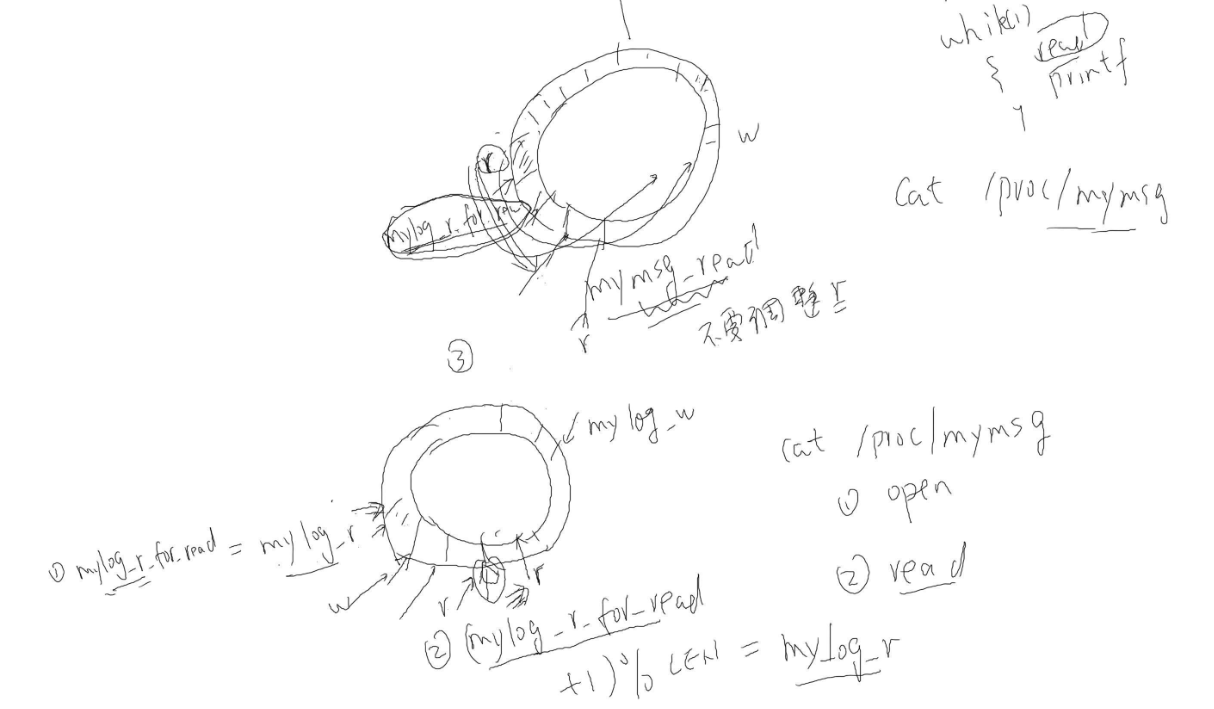 while(1)
{ read
printf
}
w
cat /proc/mymsg
r
mylog_r_for_read
mymsg_read
不要调整 r
r
③
mylog_w
cat /proc/mymsg
① open
② read
① mylog_r_for_read = mylog_r
w
r
r
② (mylog_r_for_read
+1)% LEN = mylog_r